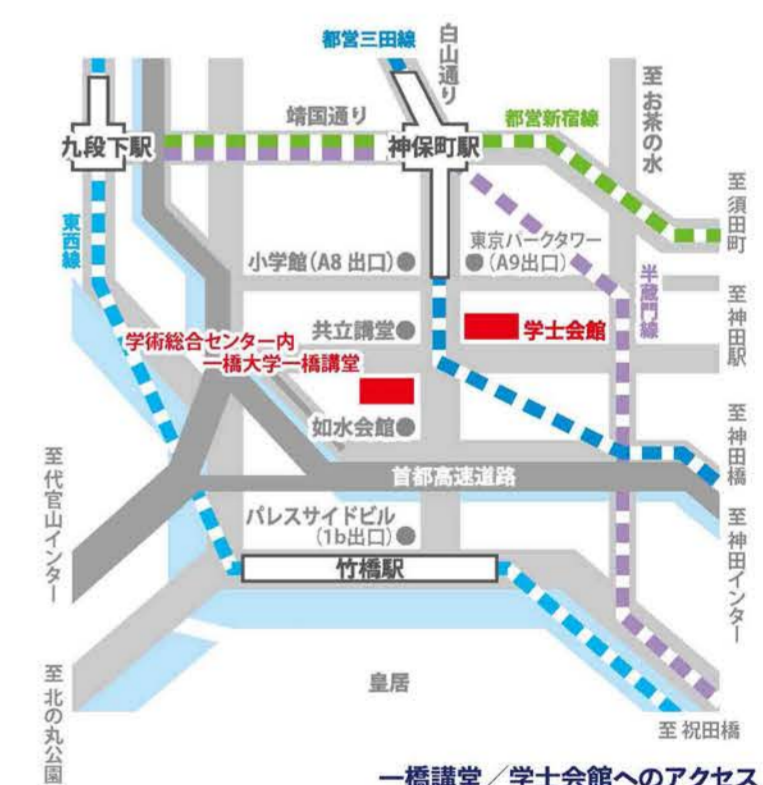 都営三田線
白山通り
靖国通り
都営新宿線
至 お茶の水
九段下駅
神保町駅
至 須田町
東西線
小学館(A8 出口)●
東京パークタワー
●(A9出口)
半蔵門線
至 神田駅
学術総合センター内
一橋大学一橋講堂
共立講堂●
学士会館
如水会館●
至 神田橋
首都高速道路
至 代官山インター
パレスサイドビル
(1b出口)●
至 神田インター
竹橋駅
皇居
至 北の丸公園
至 祝田橋
一橋講堂/学士会館へのアクセス